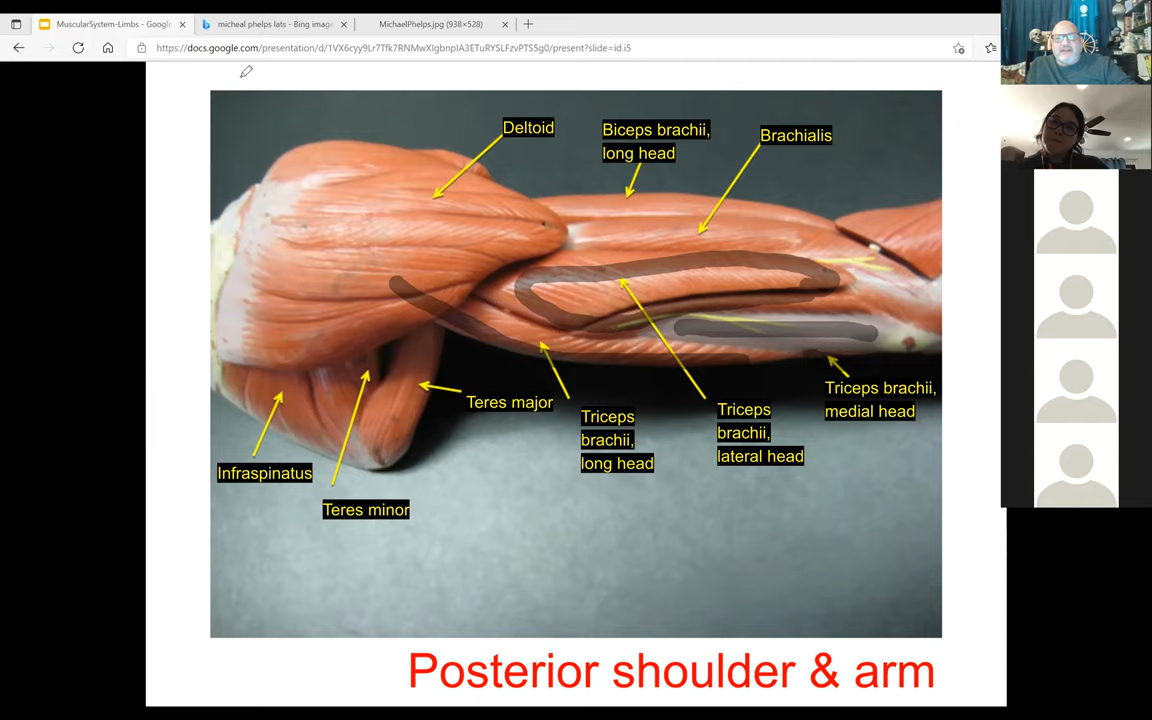 MuscularSystem-Limbs - Google
micheal phelps lats - Bing image
MichaelPhelps.jpg (938×528)
https://docs.google.com/presentation/d/1VX6cyy9Lr7Tfk7RNMwXIgbnpIA3ETuRYSLFzvPTS5g0/present?slide=id.i5
Deltoid
Biceps brachii,
long head
Brachialis
Teres major
Triceps
brachii,
long head
Triceps
brachii,
lateral head
Triceps brachii,
medial head
Infraspinatus
Teres minor
Posterior shoulder & arm